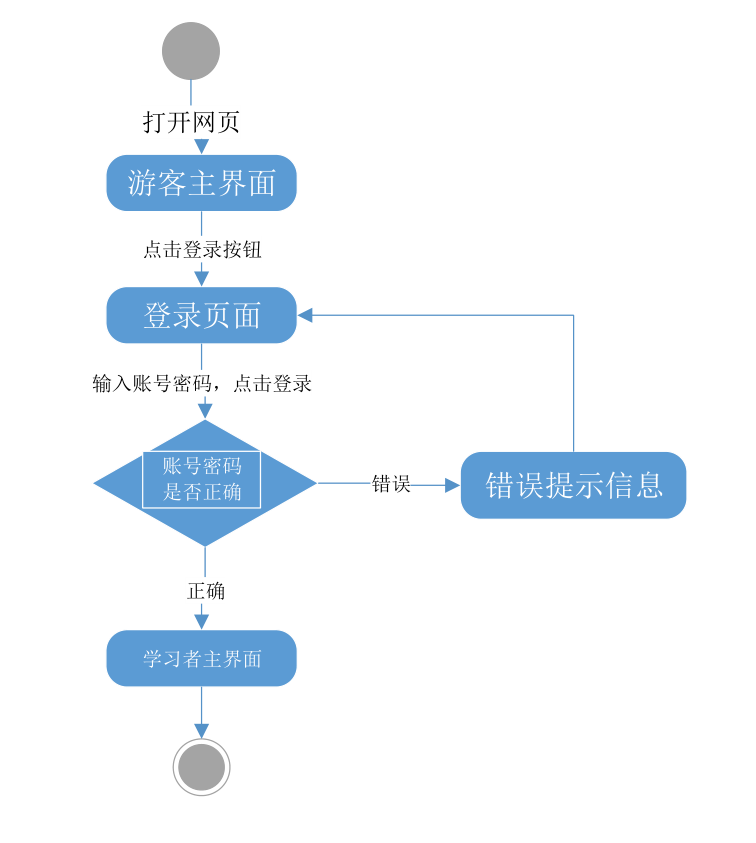 打开网页
游客主界面
点击登录按钮
登录页面
输入账号密码，点击登录
账号密码
是否正确
错误
错误提示信息
正确
学习者主界面